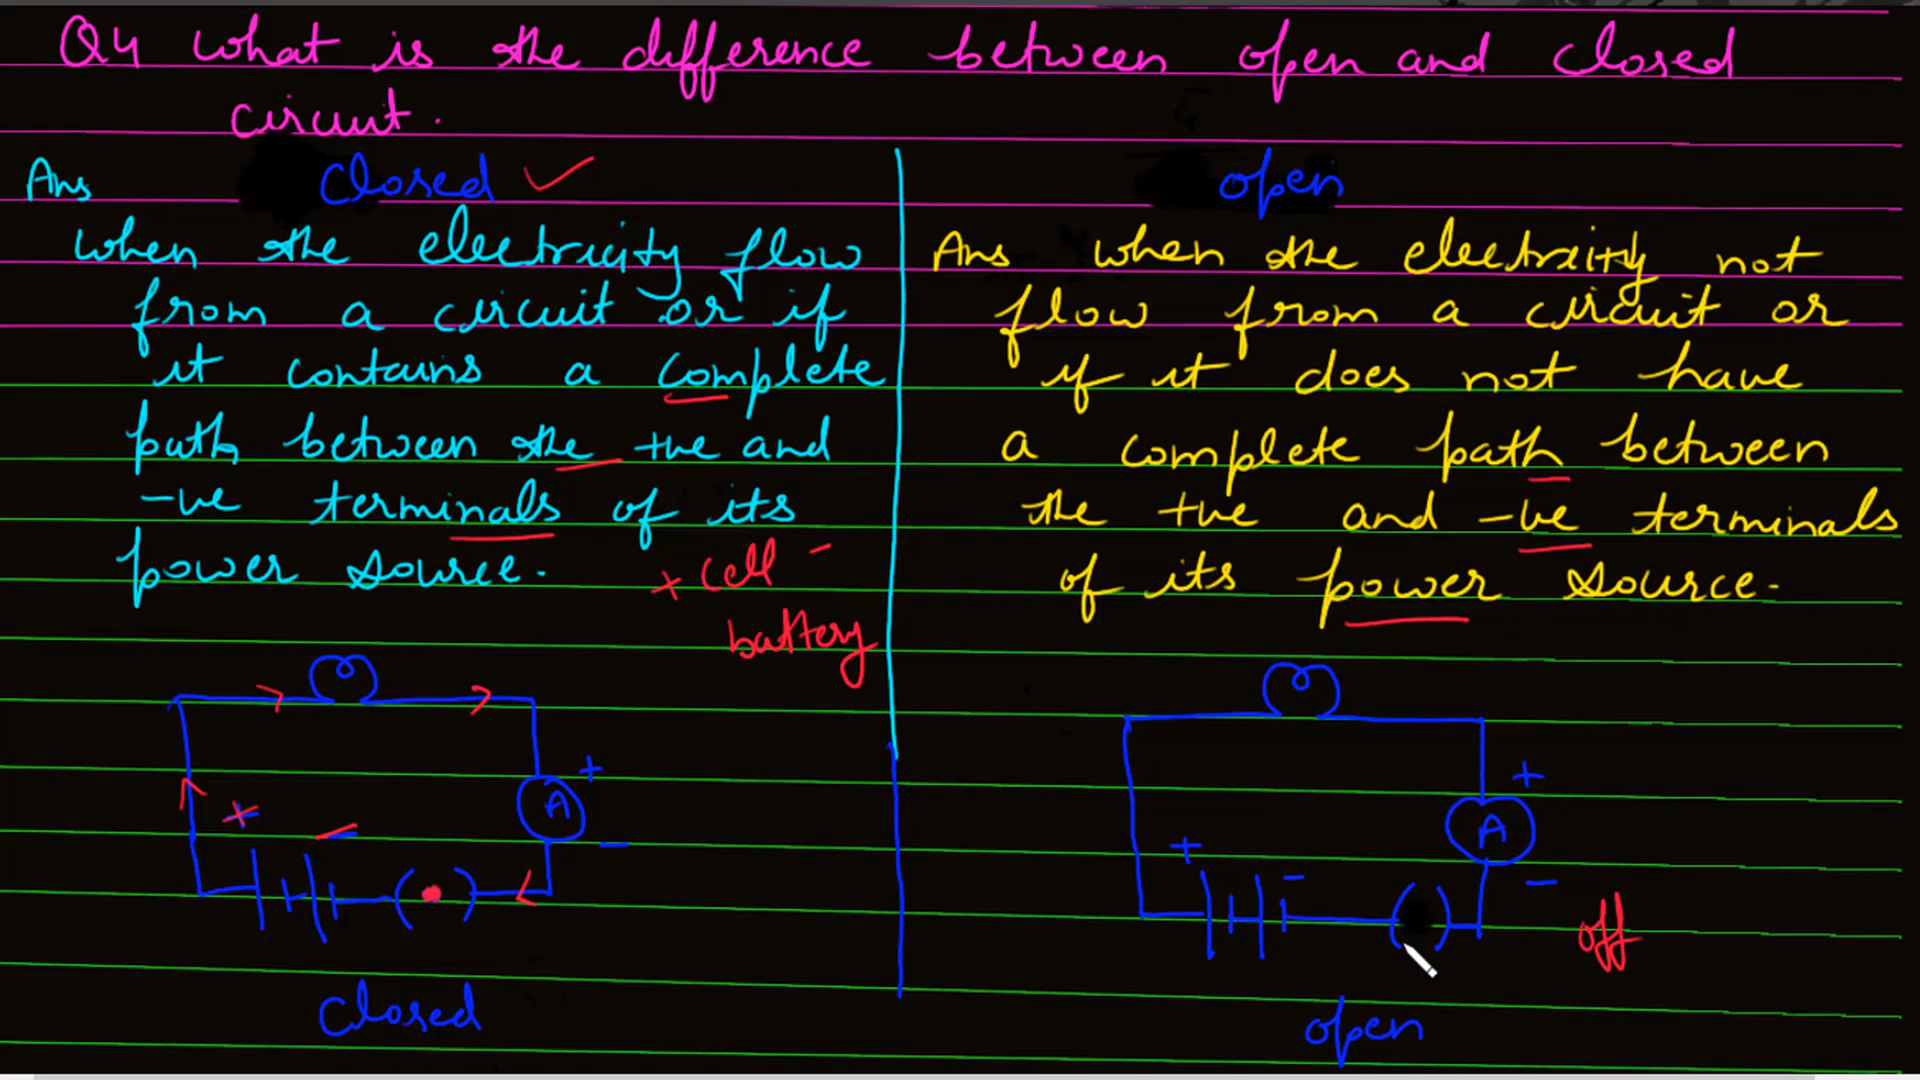 Q4 What is the difference between open and closed
circuit.
Ans closed
when the electricity flow
from a circuit or if
it contains a complete
path between the +ve and
-ve terminals of its
power source.
+ cell -
battery
open
Ans when the electricity not
flow from a circuit or
if it does not have
a complete path between
the +ve and -ve terminals
of its power source.
+
A
+ -
-
closed
+
A
+ -
-
off
open